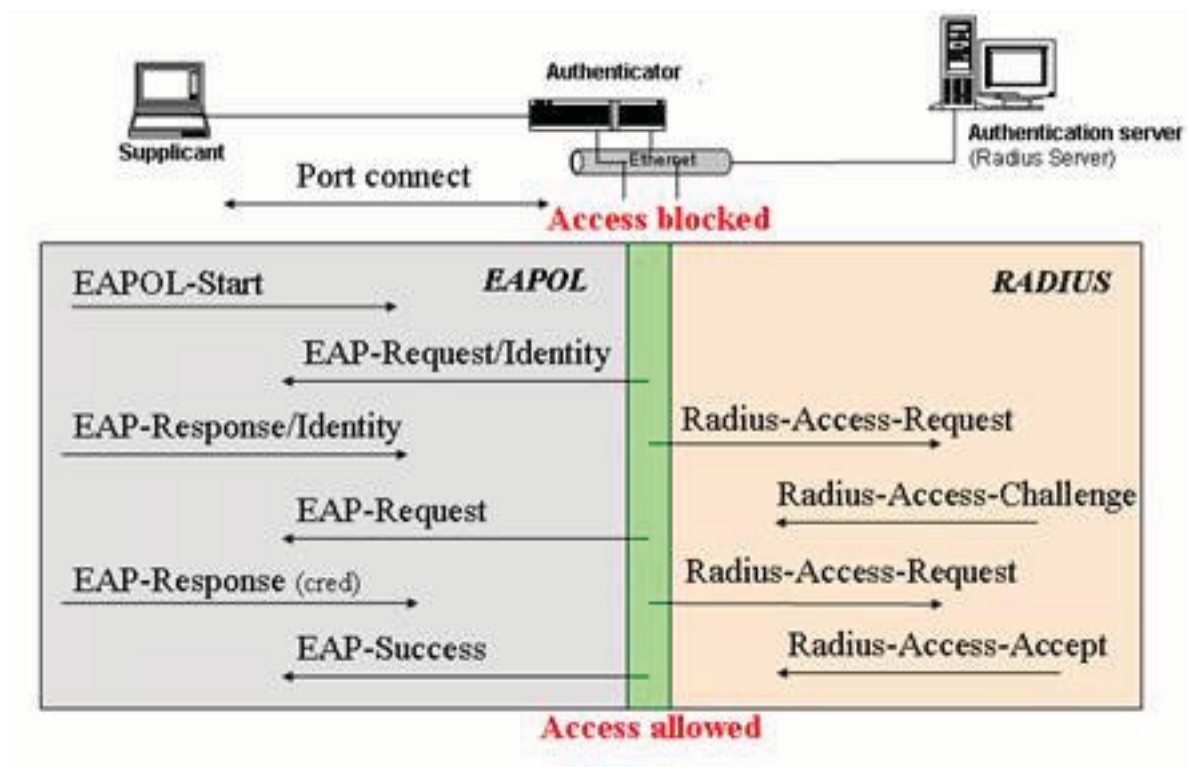 Authenticator
Supplicant
Ethernet
Authentication server
(Radius Server)
Port connect
Access blocked
EAPOL-Start
EAPOL
RADIUS
EAP-Request/Identity
EAP-Response/Identity
Radius-Access-Request
Radius-Access-Challenge
EAP-Request
EAP-Response (cred)
Radius-Access-Request
EAP-Success
Radius-Access-Accept
Access allowed